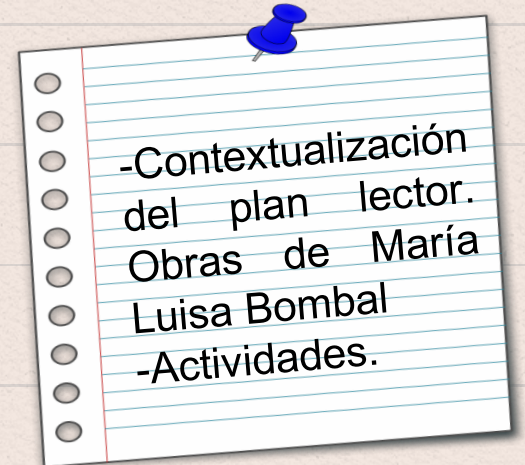 -Contextualización
del plan lector.
Obras de María
Luisa Bombal
-Actividades.